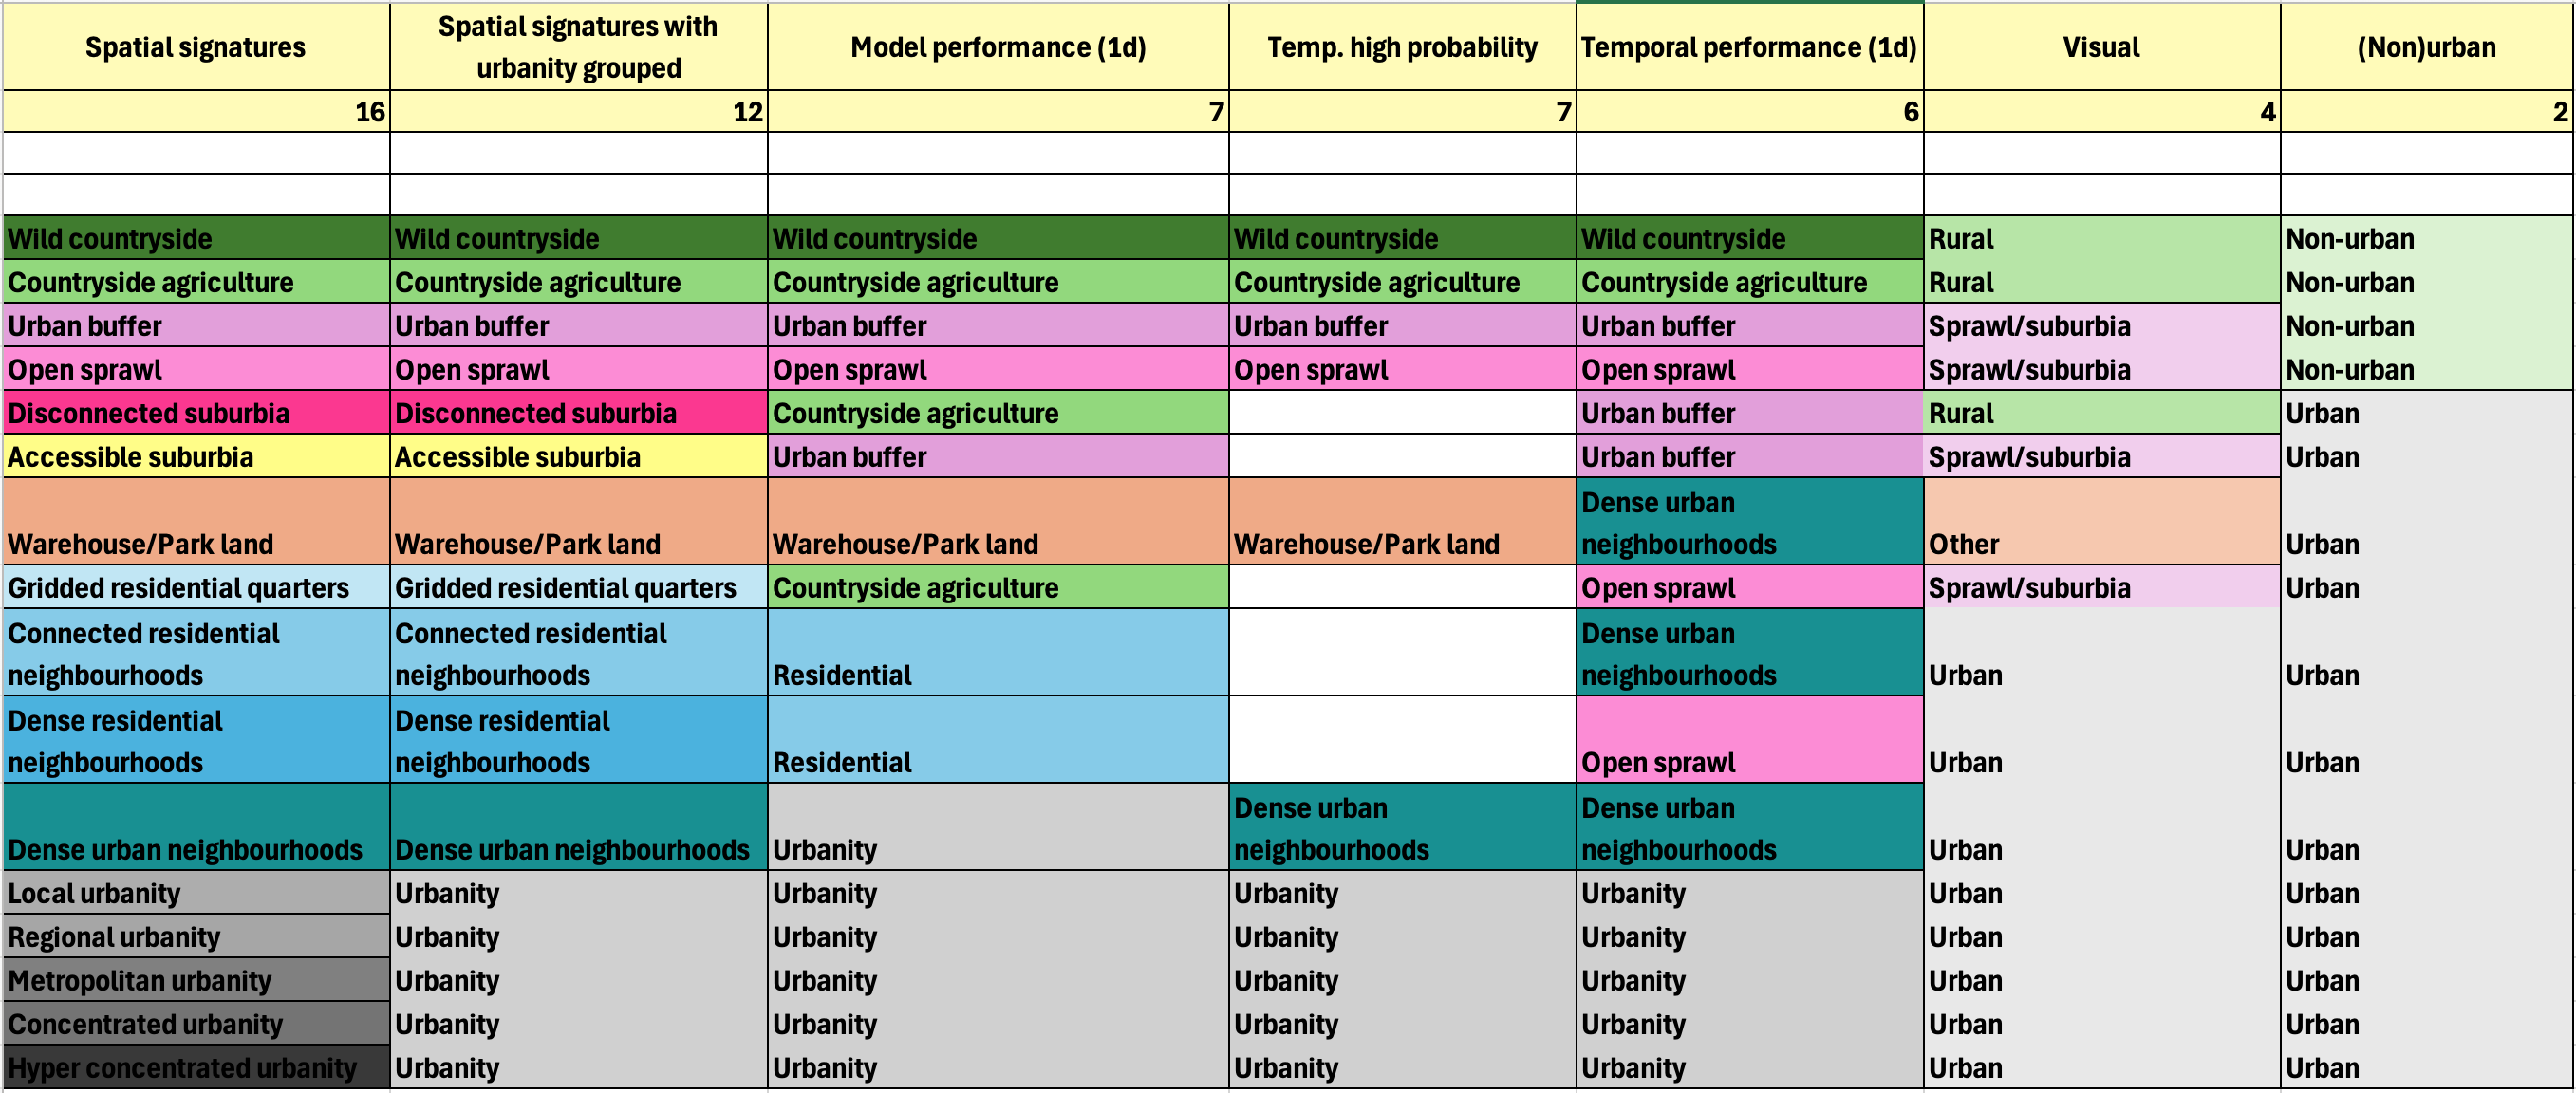 Spatial signatures
Spatial signatures with
urbanity grouped
Model performance (1d)
Temp. high probability
Temporal performance (1d)
Visual
(Non)urban
16
12
7
7
6
4
2
Wild countryside
Wild countryside
Wild countryside
Wild countryside
Wild countryside
Rural
Non-urban
Countryside agriculture
Countryside agriculture
Countryside agriculture
Countryside agriculture
Countryside agriculture
Rural
Non-urban
Urban buffer
Urban buffer
Urban buffer
Urban buffer
Urban buffer
Sprawl/suburbia
Non-urban
Open sprawl
Open sprawl
Open sprawl
Open sprawl
Open sprawl
Sprawl/suburbia
Non-urban
Disconnected suburbia
Disconnected suburbia
Countryside agriculture
Urban buffer
Rural
Urban
Accessible suburbia
Accessible suburbia
Urban buffer
Urban buffer
Sprawl/suburbia
Urban
Warehouse/Park land
Warehouse/Park land
Warehouse/Park land
Warehouse/Park land
Dense urban
neighbourhoods
Other
Urban
Gridded residential quarters
Gridded residential quarters
Countryside agriculture
Open sprawl
Sprawl/suburbia
Urban
Connected residential
neighbourhoods
Connected residential
neighbourhoods
Residential
Dense urban
neighbourhoods
Urban
Urban
Dense residential
neighbourhoods
Dense residential
neighbourhoods
Residential
Open sprawl
Urban
Urban
Dense urban neighbourhoods
Dense urban neighbourhoods
Urbanity
Dense urban
neighbourhoods
Dense urban
neighbourhoods
Urban
Urban
Local urbanity
Urbanity
Urbanity
Urbanity
Urbanity
Urban
Urban
Regional urbanity
Urbanity
Urbanity
Urbanity
Urbanity
Urban
Urban
Metropolitan urbanity
Urbanity
Urbanity
Urbanity
Urbanity
Urban
Urban
Concentrated urbanity
Urbanity
Urbanity
Urbanity
Urbanity
Urban
Urban
Hyper concentrated urbanity
Urbanity
Urbanity
Urbanity
Urbanity
Urban
Urban